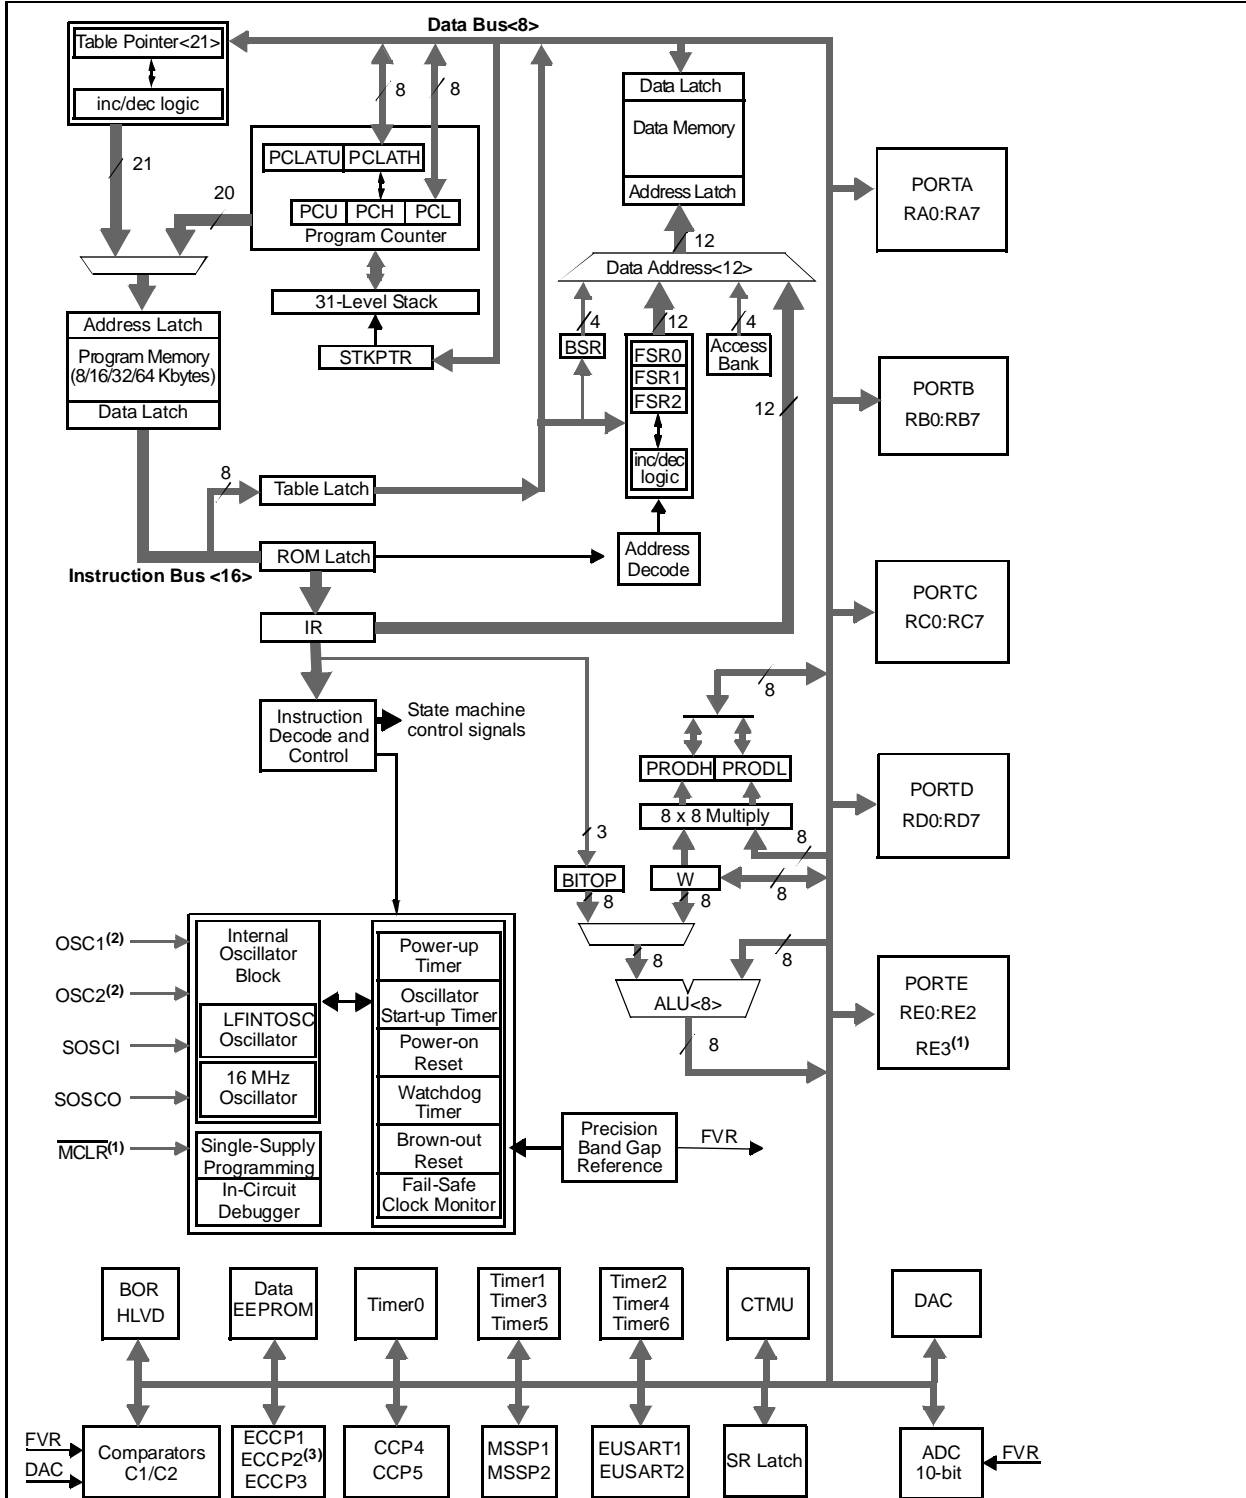 Data Bus<8>
Table Pointer<21>
inc/dec logic
21
20
8
8
PCLATU PCLATH
PCU PCH PCL
Program Counter
31-Level Stack
STKPTR
Data Latch
Data Memory
Address Latch
12
Data Address<12>
4
12
4
BSR
FSR0
FSR1
FSR2
inc/dec
logic
Access
Bank
12
Address Latch
Program Memory
(8/16/32/64 Kbytes)
Data Latch
8
Table Latch
ROM Latch
Instruction Bus <16>
Address
Decode
IR
Instruction
Decode and
Control
State machine
control signals
8
PRODH PRODL
8 x 8 Multiply
3
8
BITOP
W
8
8
8
8
8
ALU<8>
8
PORTA
RA0:RA7
PORTB
RB0:RB7
PORTC
RC0:RC7
PORTD
RD0:RD7
PORTE
RE0:RE2
RE3(1)
OSC1(2)
OSC2(2)
SOSCI
SOSCO
MCLR(1)
Internal
Oscillator
Block
LFINTOSC
Oscillator
16 MHz
Oscillator
Single-Supply
Programming
In-Circuit
Debugger
Power-up
Timer
Oscillator
Start-up Timer
Power-on
Reset
Watchdog
Timer
Brown-out
Reset
Fail-Safe
Clock Monitor
Precision
Band Gap
Reference
FVR
BOR
HLVD
Data
EEPROM
Timer0
Timer1
Timer3
Timer5
Timer2
Timer4
Timer6
CTMU
DAC
FVR
DAC
Comparators
C1/C2
ECCP1
ECCP2(3)
ECCP3
CCP4
CCP5
MSSP1
MSSP2
EUSART1
EUSART2
SR Latch
ADC
10-bit
FVR